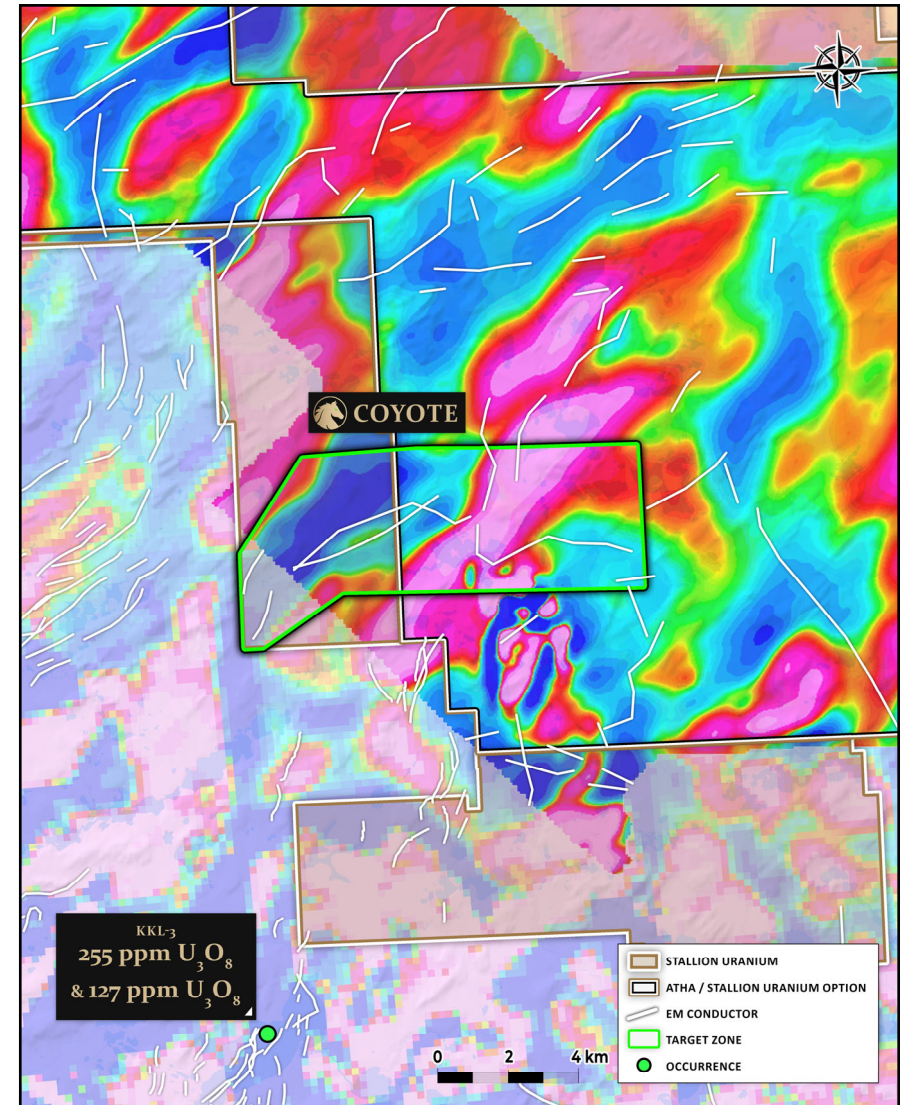 COYOTE
KKL-3
255 ppm U3O8
& 127 ppm U3O8
0 2 4 km
STALLION URANIUM
ATHA / STALLION URANIUM OPTION
EM CONDUCTOR
TARGET ZONE
OCCURRENCE